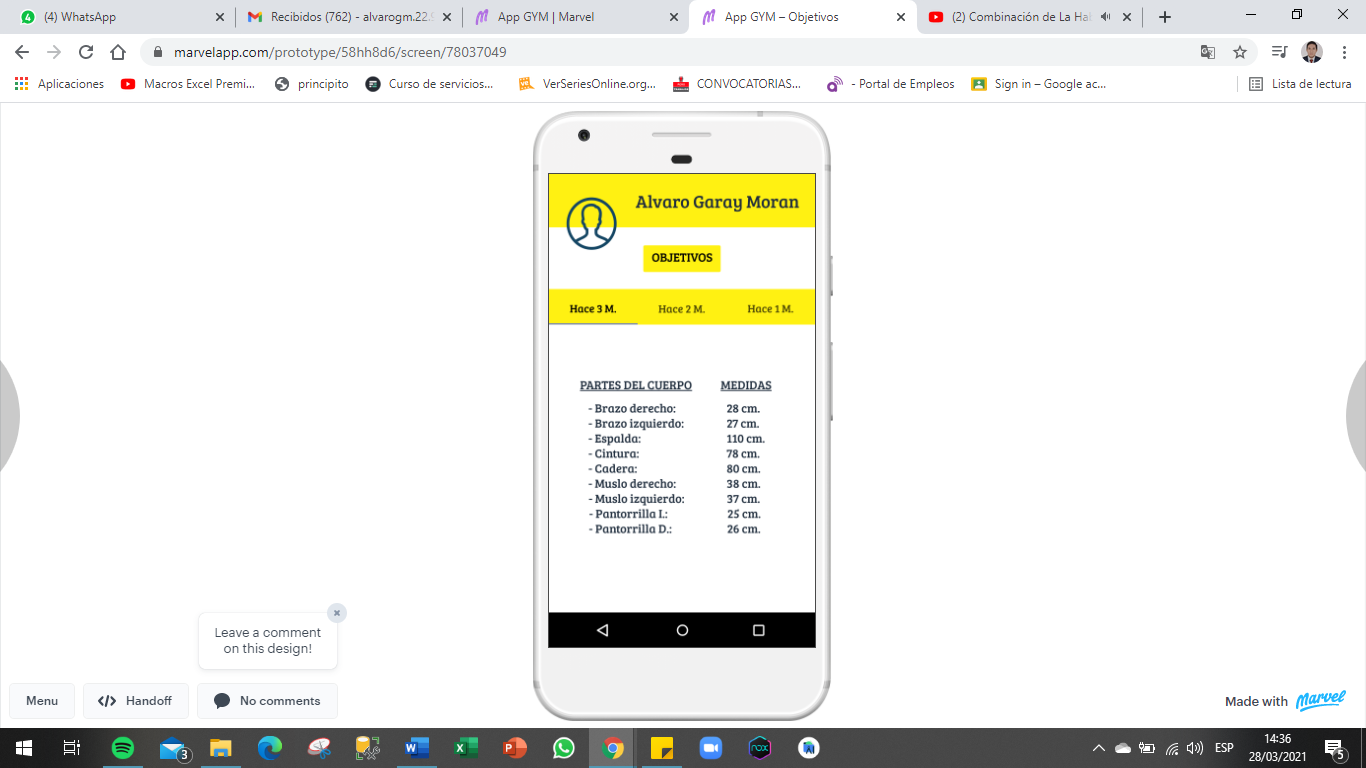 (4) WhatsApp
Recibidos (762) - alvarogm.22.9
App GYM | Marvel
App GYM – Objetivos
(2) Combinación de La Hab
marvelapp.com/prototype/58hh8d6/screen/78037049
Aplicaciones
Macros Excel Premi...
principito
Curso de servicios...
VerSeriesOnline.org...
CONVOCATORIAS...
- Portal de Empleos
Sign in – Google ac...
Lista de lectura
Alvaro Garay Moran
OBJETIVOS
Hace 3 M. Hace 2 M. Hace 1 M.
PARTES DEL CUERPO MEDIDAS
- Brazo derecho: 28 cm.
- Brazo izquierdo: 27 cm.
- Espalda: 110 cm.
- Cintura: 78 cm.
- Cadera: 80 cm.
- Muslo derecho: 38 cm.
- Muslo izquierdo: 37 cm.
- Pantorrilla I.: 25 cm.
- Pantorrilla D.: 26 cm.
Leave a comment
on this design!
Menu
Handoff
No comments
Made with Marvel
3
nox
ESP
14:36
28/03/2021
5